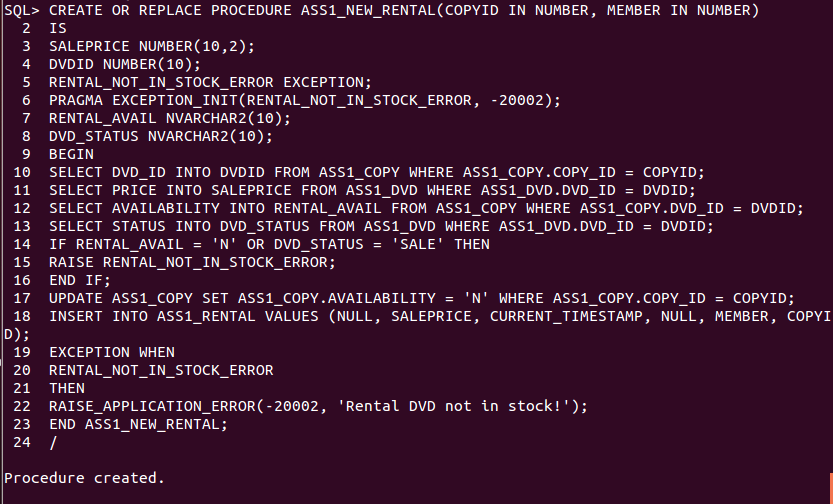 SQL> CREATE OR REPLACE PROCEDURE ASS1_NEW_RENTAL(COPYID IN NUMBER, MEMBER IN NUMBER)
  2  IS
  3  SALEPRICE NUMBER(10,2);
  4  DVDID NUMBER(10);
  5  RENTAL_NOT_IN_STOCK_ERROR EXCEPTION;
  6  PRAGMA EXCEPTION_INIT(RENTAL_NOT_IN_STOCK_ERROR, -20002);
  7  RENTAL_AVAIL NVARCHAR2(10);
  8  DVD_STATUS NVARCHAR2(10);
  9  BEGIN
 10  SELECT DVD_ID INTO DVDID FROM ASS1_COPY WHERE ASS1_COPY.COPY_ID = COPYID;
 11  SELECT PRICE INTO SALEPRICE FROM ASS1_DVD WHERE ASS1_DVD.DVD_ID = DVDID;
 12  SELECT AVAILABILITY INTO RENTAL_AVAIL FROM ASS1_COPY WHERE ASS1_COPY.DVD_ID = DVDID;
 13  SELECT STATUS INTO DVD_STATUS FROM ASS1_DVD WHERE ASS1_DVD.DVD_ID = DVDID;
 14  IF RENTAL_AVAIL = 'N' OR DVD_STATUS = 'SALE' THEN
 15  RAISE RENTAL_NOT_IN_STOCK_ERROR;
 16  END IF;
 17  UPDATE ASS1_COPY SET ASS1_COPY.AVAILABILITY = 'N' WHERE ASS1_COPY.COPY_ID = COPYID;
 18  INSERT INTO ASS1_RENTAL VALUES (NULL, SALEPRICE, CURRENT_TIMESTAMP, NULL, MEMBER, COPYI
D);
 19  EXCEPTION WHEN
 20  RENTAL_NOT_IN_STOCK_ERROR
 21  THEN
 22  RAISE_APPLICATION_ERROR(-20002, 'Rental DVD not in stock!');
 23  END ASS1_NEW_RENTAL;
 24  /
Procedure created.